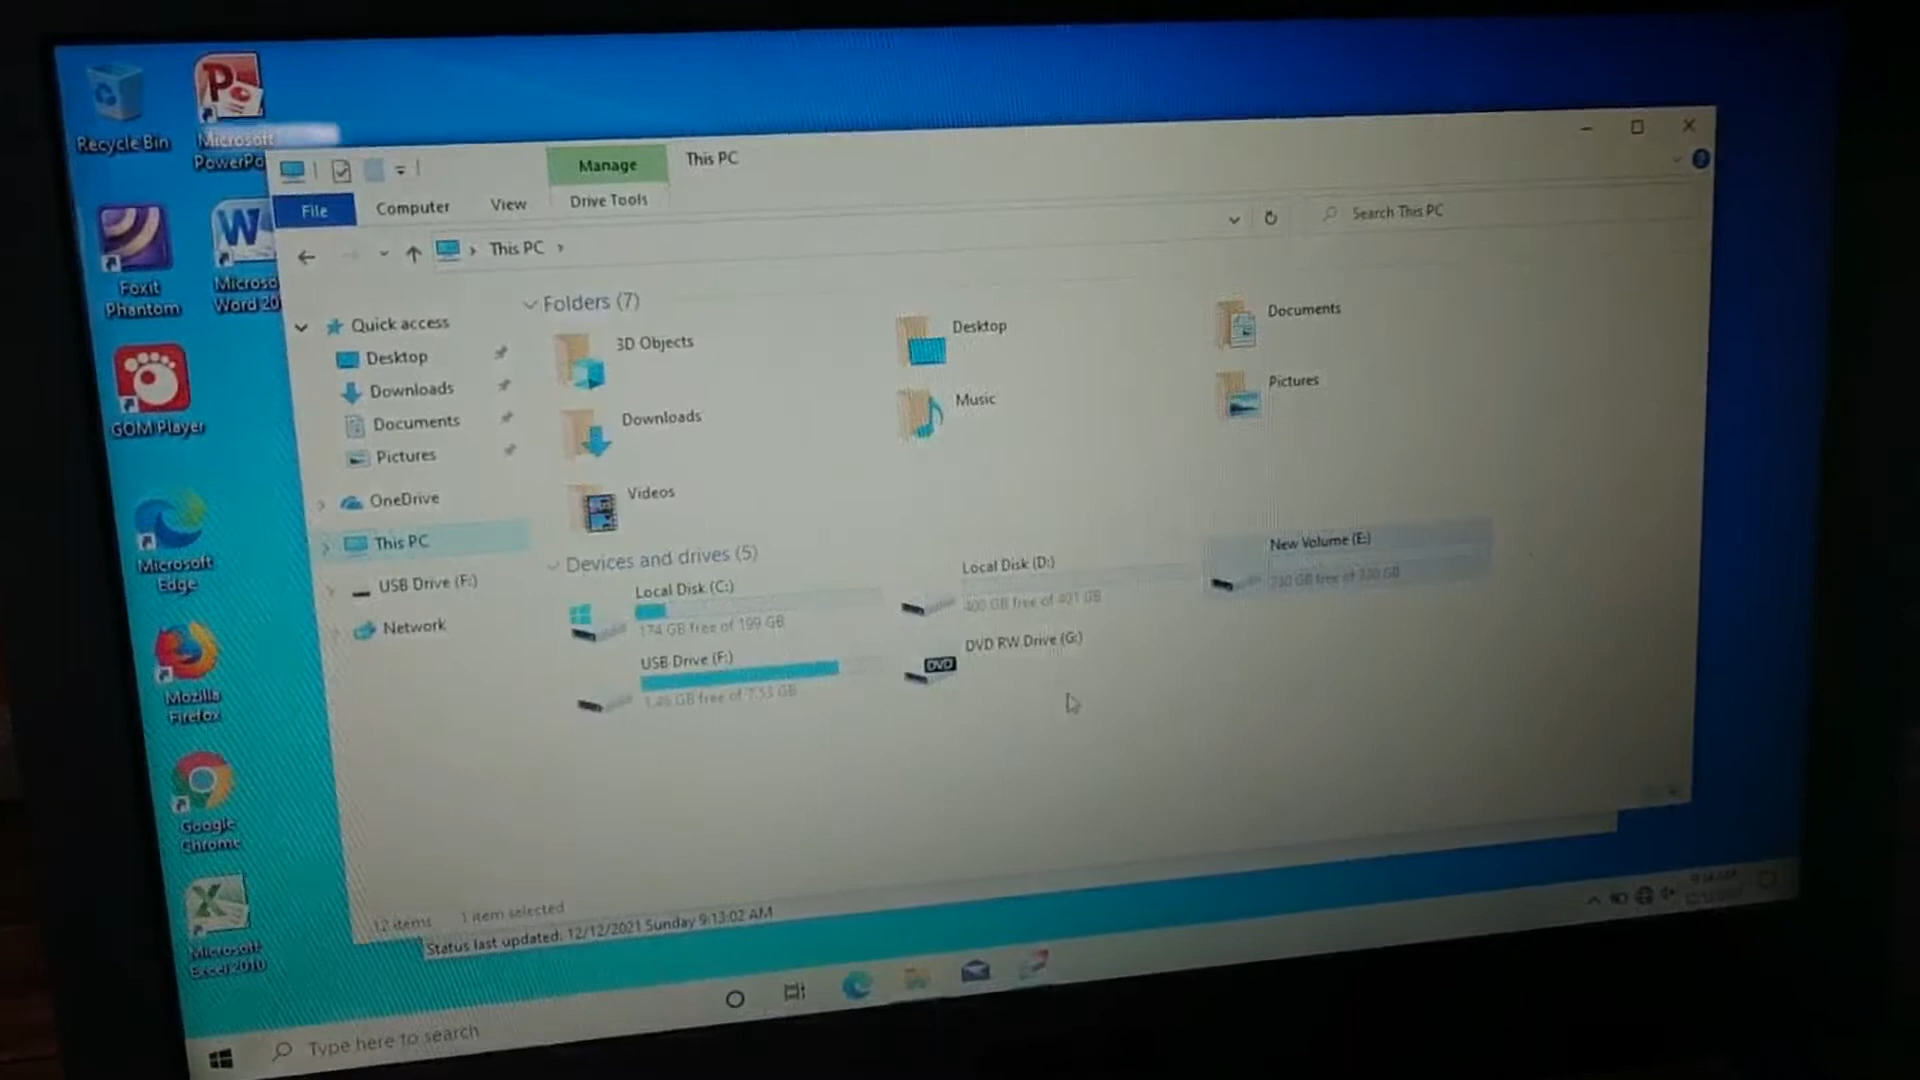 Recycle Bin
Microsoft
PowerPo
Foxit
Phantom
Microso
Word 20
GOM Player
Microsoft
Edge
Mozilla
Firefox
Google
Chrome
Microsoft
Excel 2010
Manage
This PC
File
Computer
View
Drive Tools
This PC
Search This PC
Quick access
Desktop
Downloads
Documents
Pictures
OneDrive
This PC
USB Drive (F:)
Network
Folders (7)
3D Objects
Desktop
Documents
Downloads
Music
Pictures
Videos
Devices and drives (5)
Local Disk (C:)
174 GB free of 199 GB
Local Disk (D:)
400 GB free of 401 GB
New Volume (E:)
GB free of 330 GB
USB Drive (F:)
1.46 GB free of 7.53 GB
DVD RW Drive (G:)
DVD
12 items
1 item selected
Status last updated: 12/12/2021 Sunday 9:13:02 AM
Type here to search